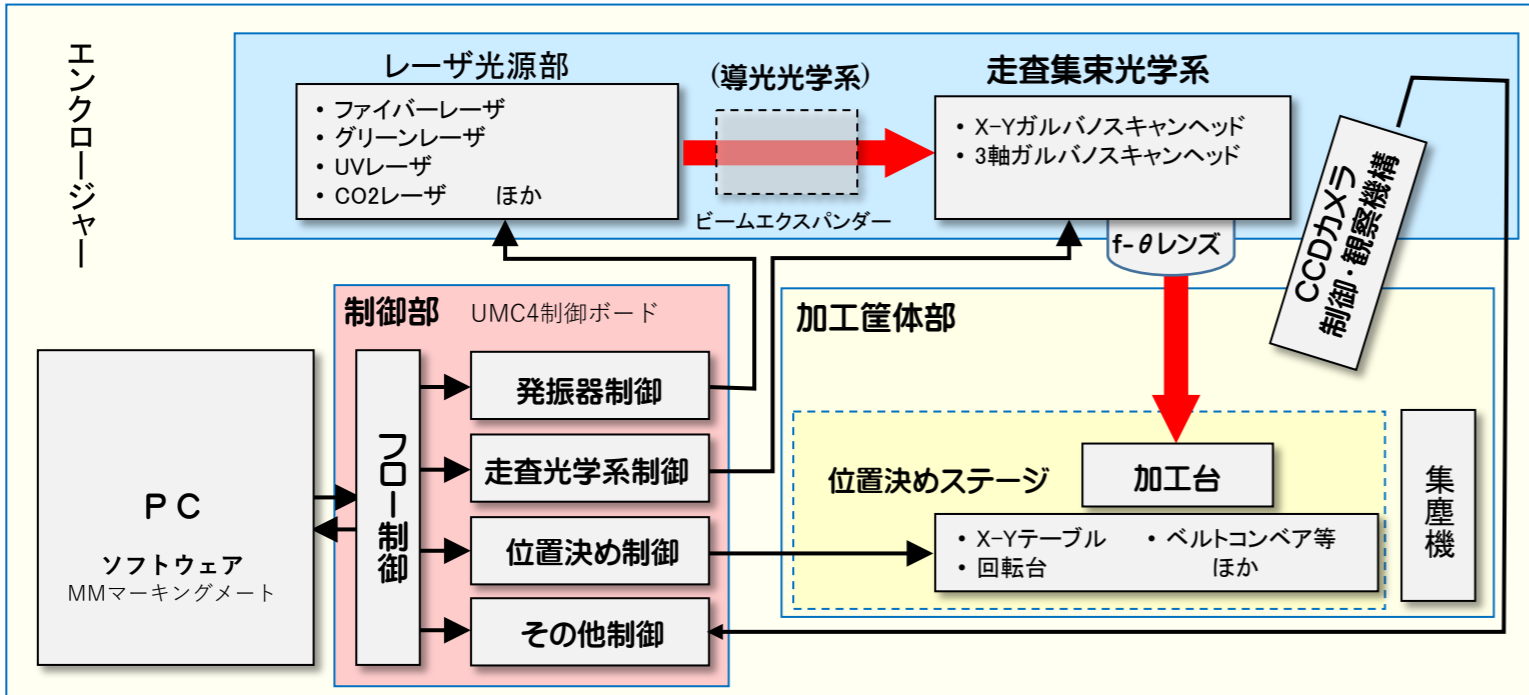 エンクロージャー
レーザ光源部
・ファイバーレーザ
・グリーンレーザ
・UVレーザ
・CO2レーザ　ほか
(導光光学系)
ビームエクスパンダー
走査集束光学系
・X-Yガルバノスキャンヘッド
・3軸ガルバノスキャンヘッド
f-θレンズ
CCDカメラ
制御・観察機構
制御部　UMC4制御ボード
フロー制御
発振器制御
走査光学系制御
位置決め制御
その他制御
PC
ソフトウェア
MMマーキングメート
加工筐体部
位置決めステージ
加工台
・X-Yテーブル　・ベルトコンベア等
・回転台　ほか
集塵機